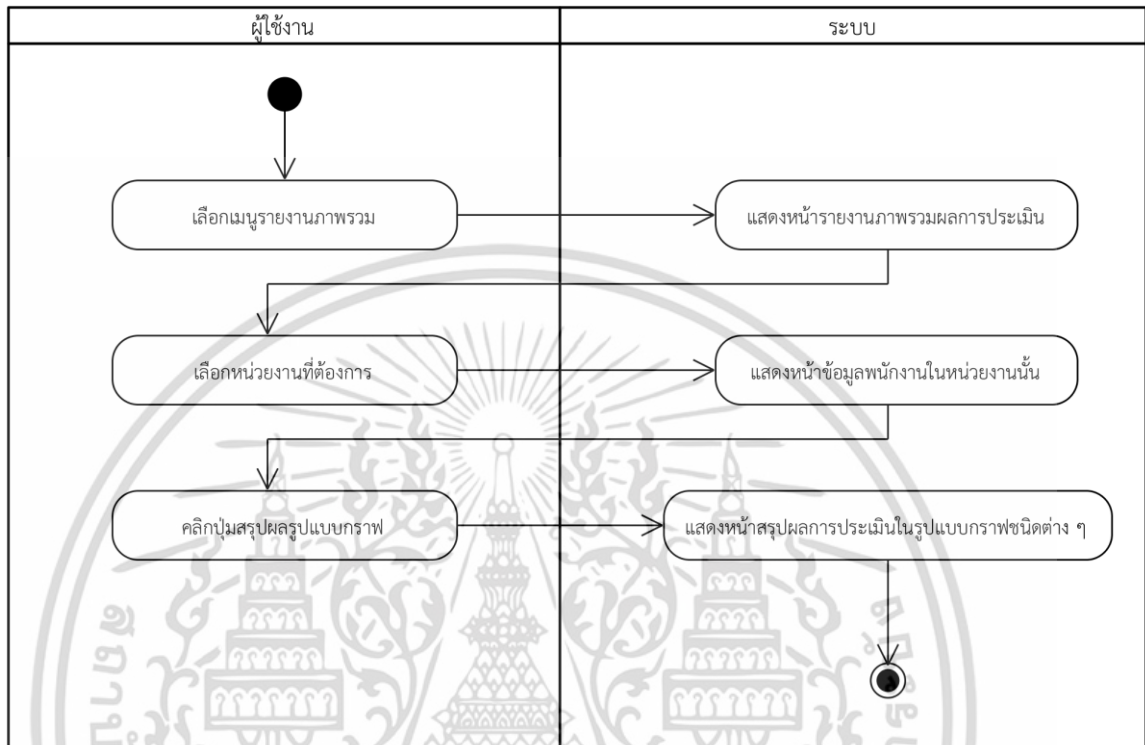 ผู้ใช้งาน
ระบบ
เลือกเมนูรายงานภาพรวม
แสดงหน้ารายงานภาพรวมผลการประเมิน
เลือกหน่วยงานที่ต้องการ
แสดงหน้าข้อมูลพนักงานในหน่วยงานนั้น
คลิกปุ่มสรุปผลรูปแบบกราฟ
แสดงหน้าสรุปผลการประเมินในรูปแบบกราฟชนิดต่าง ๆ